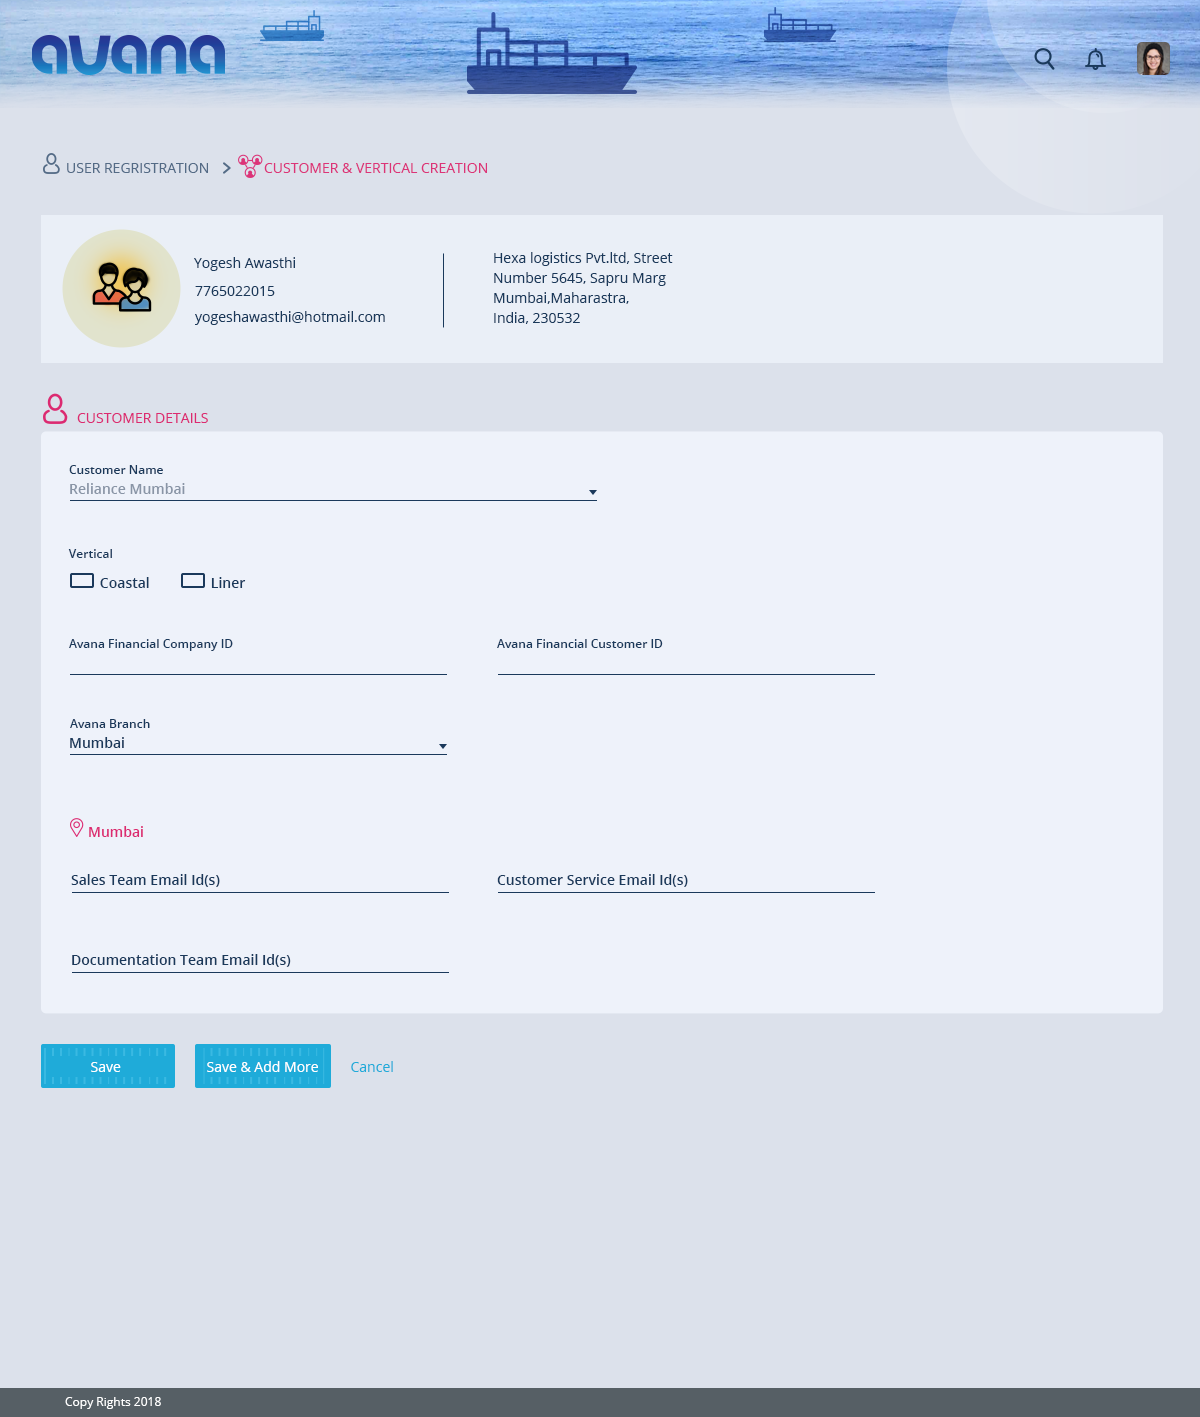 avana
USER REGRISTRATION > CUSTOMER & VERTICAL CREATION
Yogesh Awasthi
7765022015
yogeshawasthi@hotmail.com
Hexa logistics Pvt.ltd, Street
Number 5645, Sapru Marg
Mumbai,Maharastra,
India, 230532
CUSTOMER DETAILS
Customer Name
Reliance Mumbai
Vertical
Coastal Liner
Avana Financial Company ID Avana Financial Customer ID
Avana Branch
Mumbai
Mumbai
Sales Team Email Id(s) Customer Service Email Id(s)
Documentation Team Email Id(s)
Save Save & Add More Cancel
Copy Rights 2018